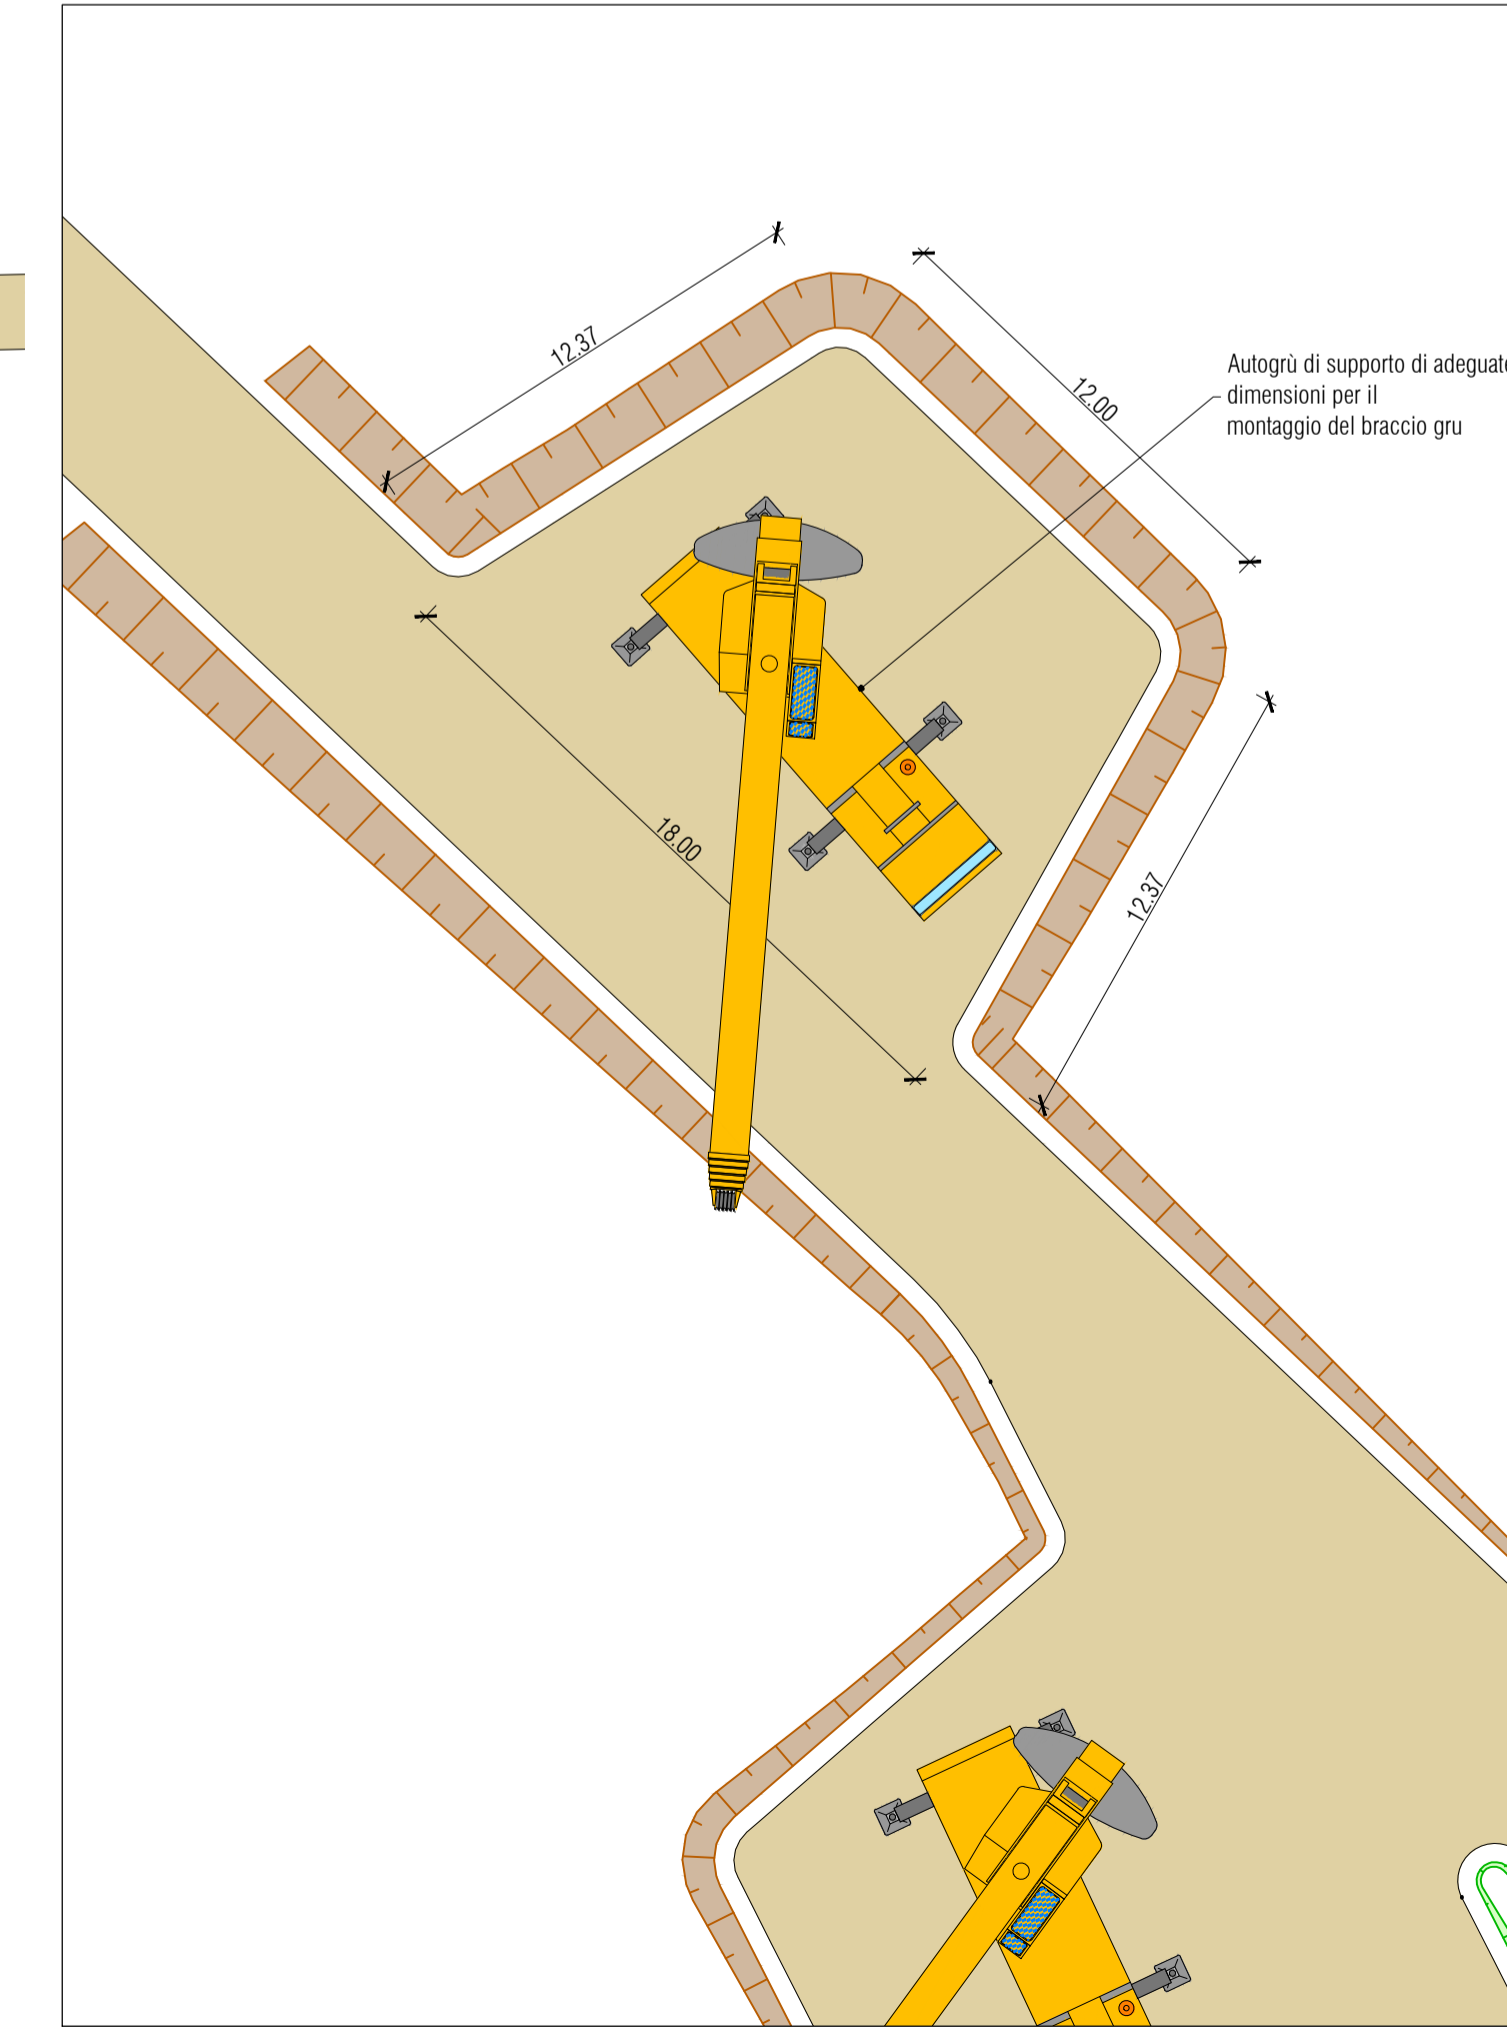 12.37
12.00
Autogrù di supporto di adeguate
dimensioni per il
montaggio del braccio gru
18.00
12.37